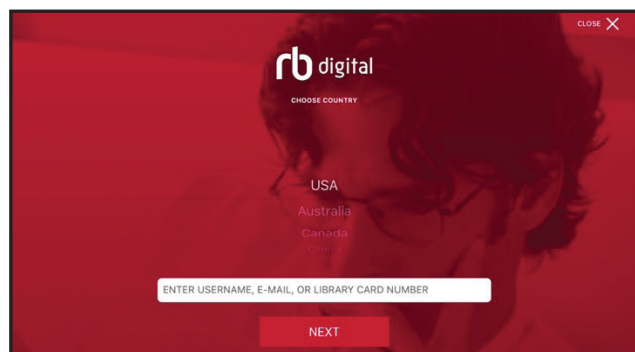 CLOSE X
rb digital
CHOOSE COUNTRY
USA
Australia
Canada
ENTER USERNAME, E-MAIL, OR LIBRARY CARD NUMBER
NEXT